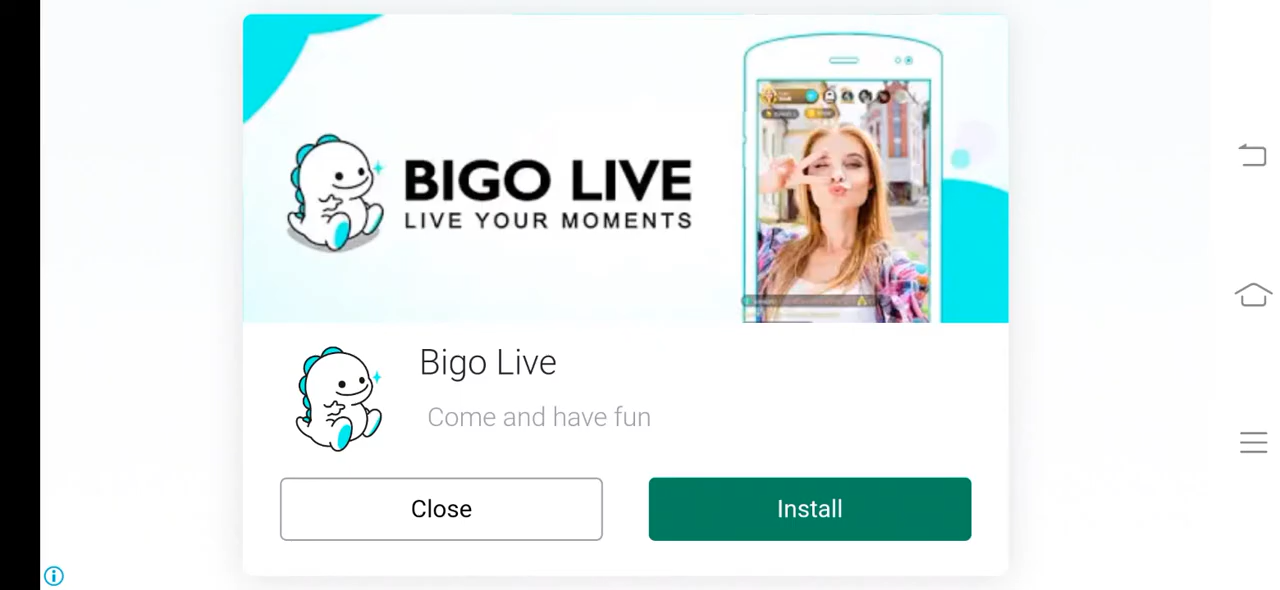 BIGO LIVE
LIVE YOUR MOMENTS
Bigo Live
Come and have fun
Close
Install